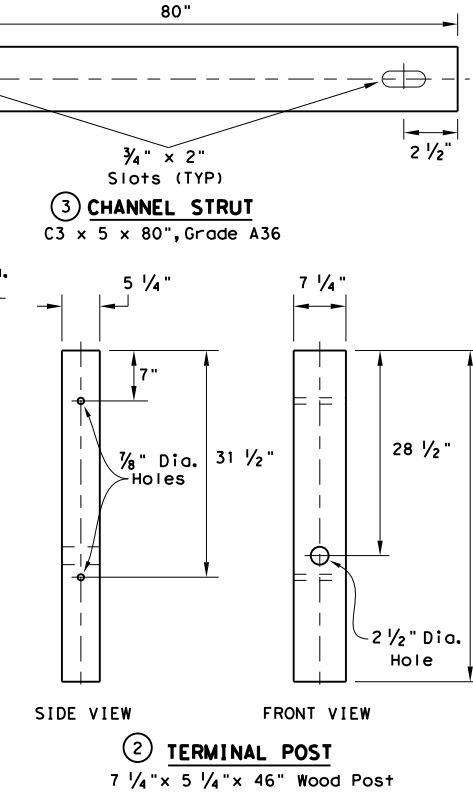 80"
¾" x 2"
Slots (TYP)
2 ½"
3 CHANNEL STRUT
C3 x 5 x 80", Grade A36
5 ¼"
7 ¼"
7"
⅞" Dia.
Holes
31 ½"
28 ½"
2 ½" Dia.
Hole
SIDE VIEW
FRONT VIEW
2 TERMINAL POST
7 ¼"x 5 ¼"x 46" Wood Post